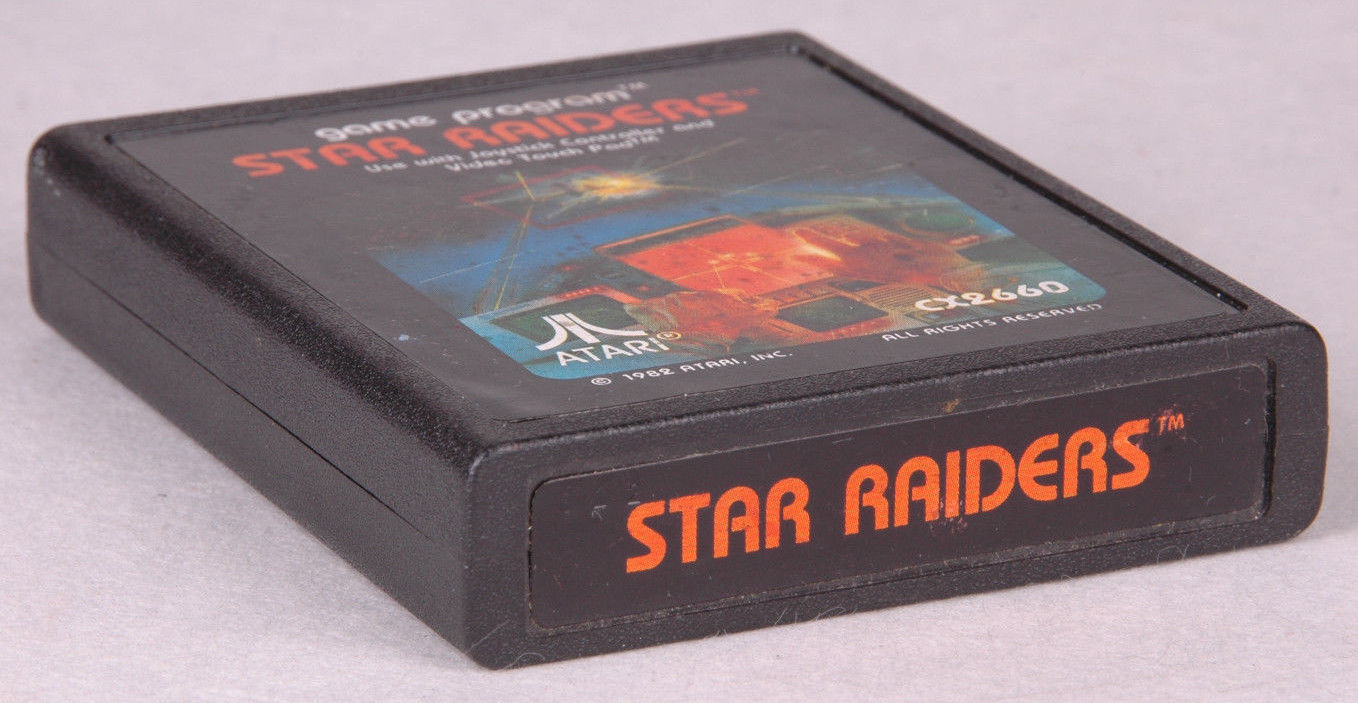 game program™
STAR RAIDERS™
Use with Joystick Controller and
Video Touch Pad™
CX2660
ATARI®
© 1982 ATARI, INC.
ALL RIGHTS RESERVED
STAR RAIDERS™